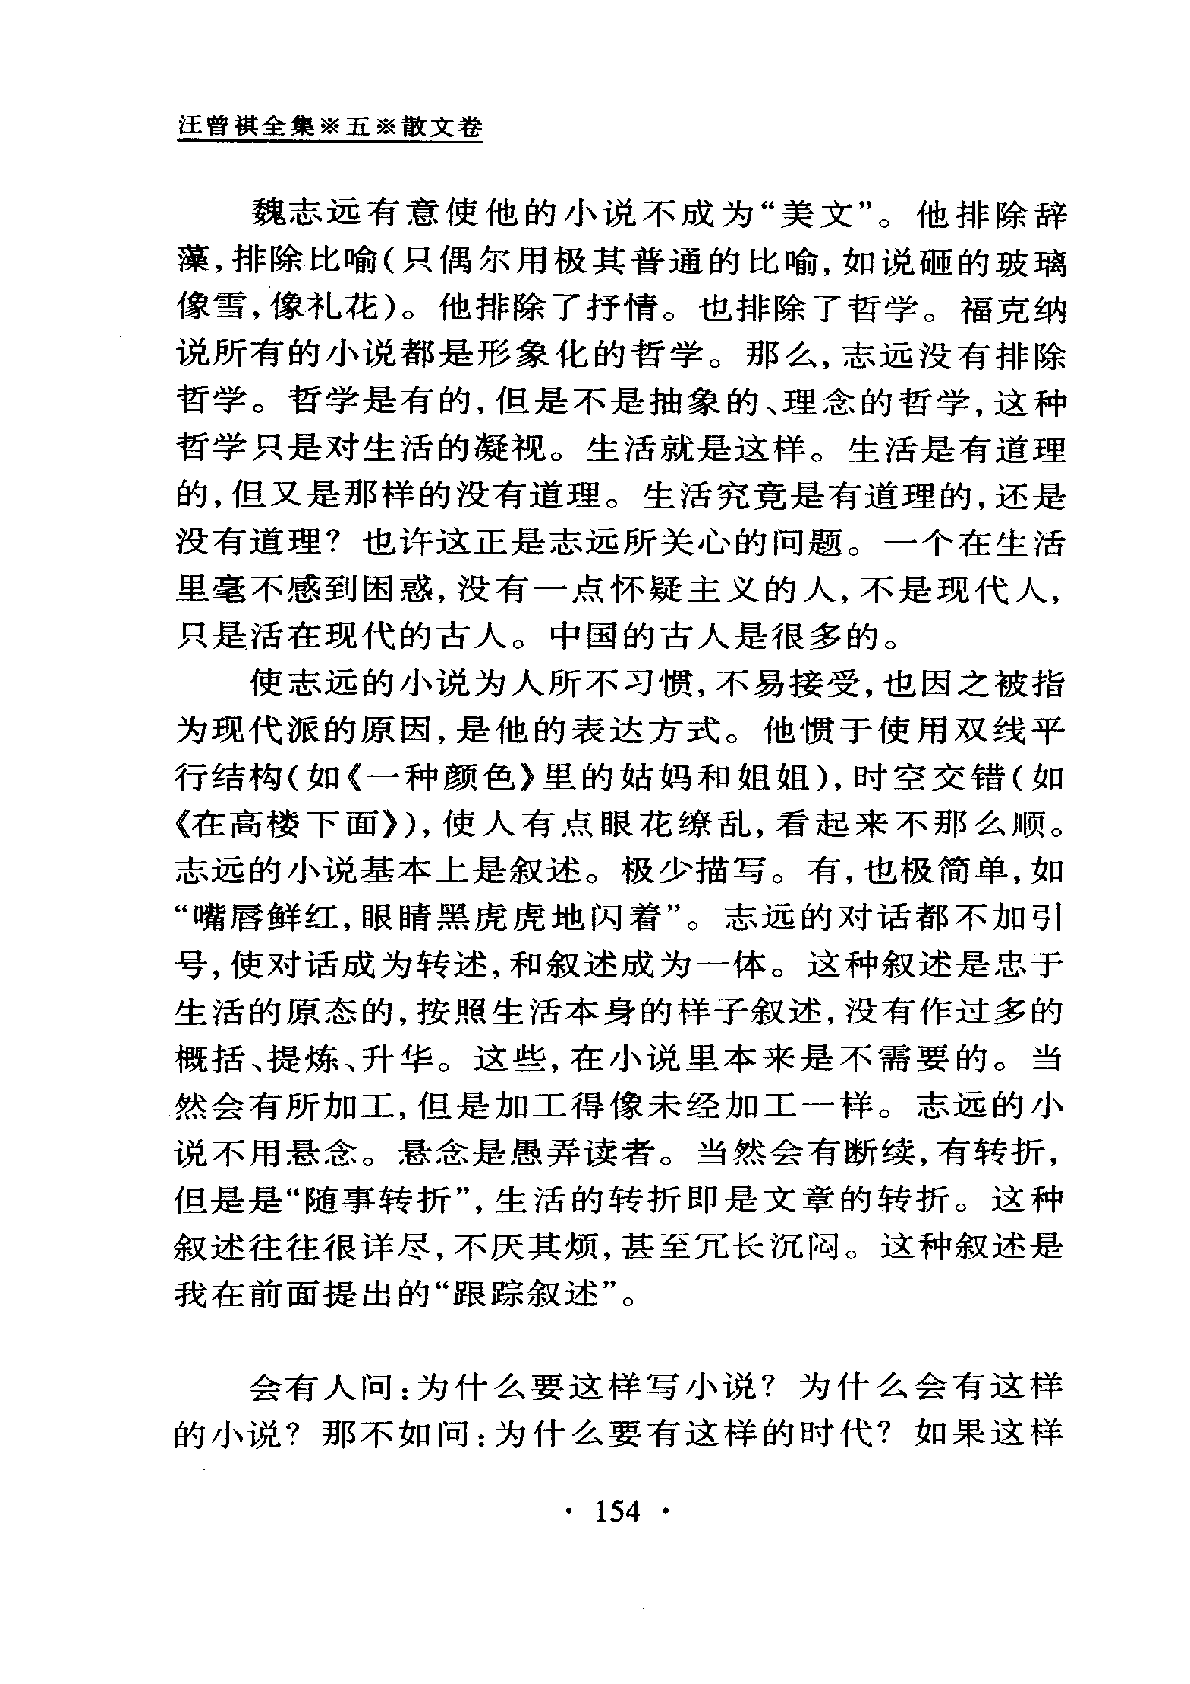 汪曾祺全集※五※散文卷
魏志远有意使他的小说不成为“美文”。他排除辞
藻,排除比喻(只偶尔用极其普通的比喻,如说砸的玻璃
像雪,像礼花)。他排除了抒情。也排除了哲学。福克纳
说所有的小说都是形象化的哲学。那么,志远没有排除
哲学。哲学是有的,但是不是抽象的、理念的哲学,这种
哲学只是对生活的凝视。生活就是这样。生活是有道理
的,但又是那样的没有道理。生活究竟是有道理的,还是
没有道理?也许这正是志远所关心的问题。一个在生活
里毫不感到困惑,没有一点怀疑主义的人,不是现代人,
只是活在现代的古人。中国的古人是很多的。
使志远的小说为人所不习惯,不易接受,也因之被指
为现代派的原因,是他的表达方式。他惯于使用双线平
行结构(如《一种颜色》里的姑妈和姐姐),时空交错(如
《在高楼下面》),使人有点眼花缭乱,看起来不那么顺。
志远的小说基本上是叙述。极少描写。有,也极简单,如
“嘴唇鲜红,眼睛黑虎虎地闪着”。志远的对话都不加引
号,使对话成为转述,和叙述成为一体。这种叙述是忠于
生活的原态的,按照生活本身的样子叙述,没有作过多的
概括、提炼、升华。这些,在小说里本来是不需要的。当
然会有所加工,但是加工得像未经加工一样。志远的小
说不用悬念。悬念是愚弄读者。当然会有断续,有转折,
但是是“随事转折”,生活的转折即是文章的转折。这种
叙述往往很详尽,不厌其烦,甚至冗长沉闷。这种叙述是
我在前面提出的“跟踪叙述”。
会有人问:为什么要这样写小说?为什么会有这样
的小说?那不如问:为什么要有这样的时代?如果这样
· 154 ·